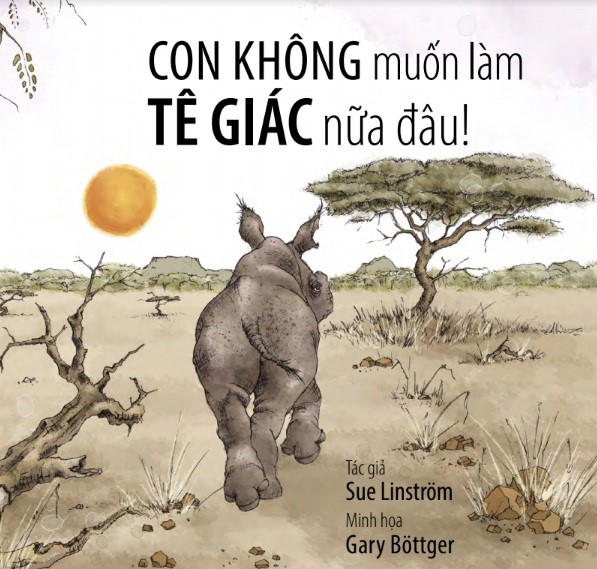 CON KHÔNG muốn làm
TÊ GIÁC nữa đâu!
Tác giả
Sue Linström
Minh họa
Gary Böttger